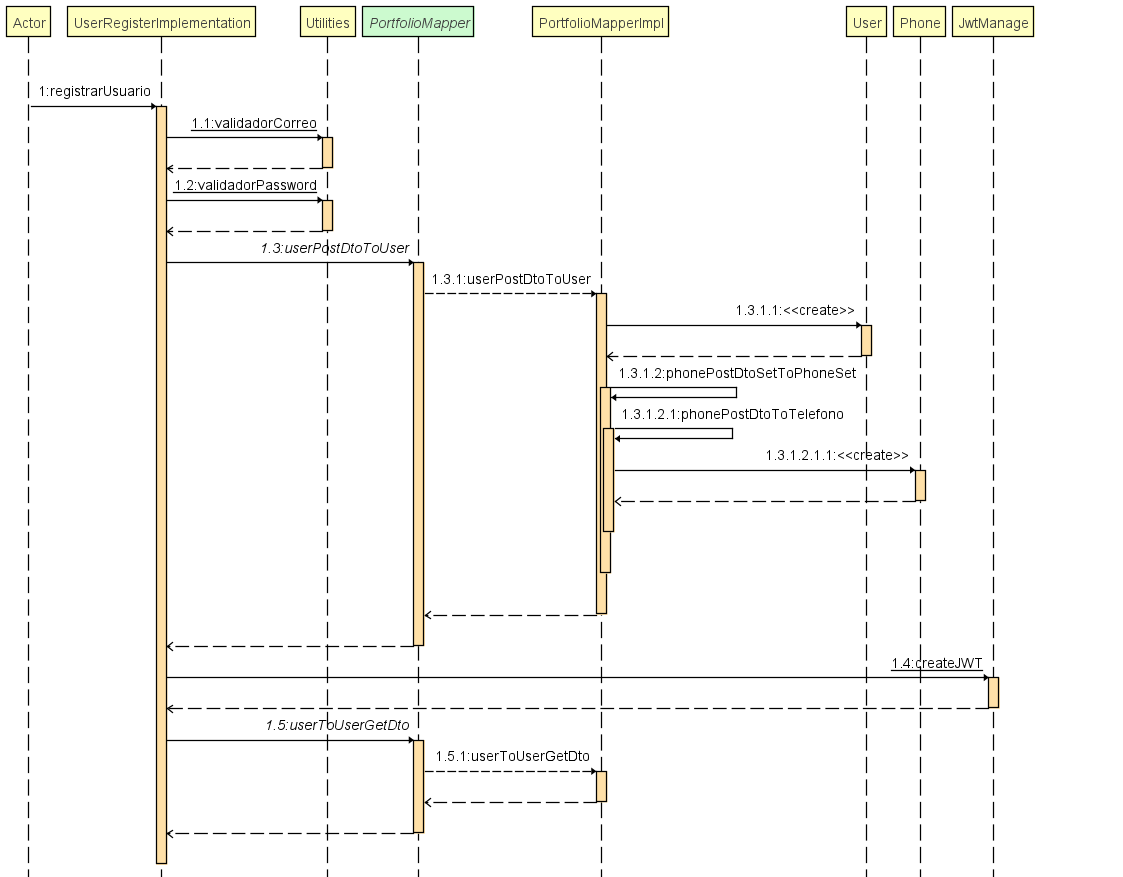 Actor
UserRegisterImplementation
Utilities
PortfolioMapper
PortfolioMapperImpl
User
Phone
JwtManage
1:registrarUsuario
1.1:validadorCorreo
1.2:validadorPassword
1.3:userPostDtoToUser
1.3.1:userPostDtoToUser
1.3.1.1:<<create>>
1.3.1.2:phonePostDtoSetToPhoneSet
1.3.1.2.1:phonePostDtoToTelefono
1.3.1.2.1.1:<<create>>
1.4:createJWT
1.5:userToUserGetDto
1.5.1:userToUserGetDto